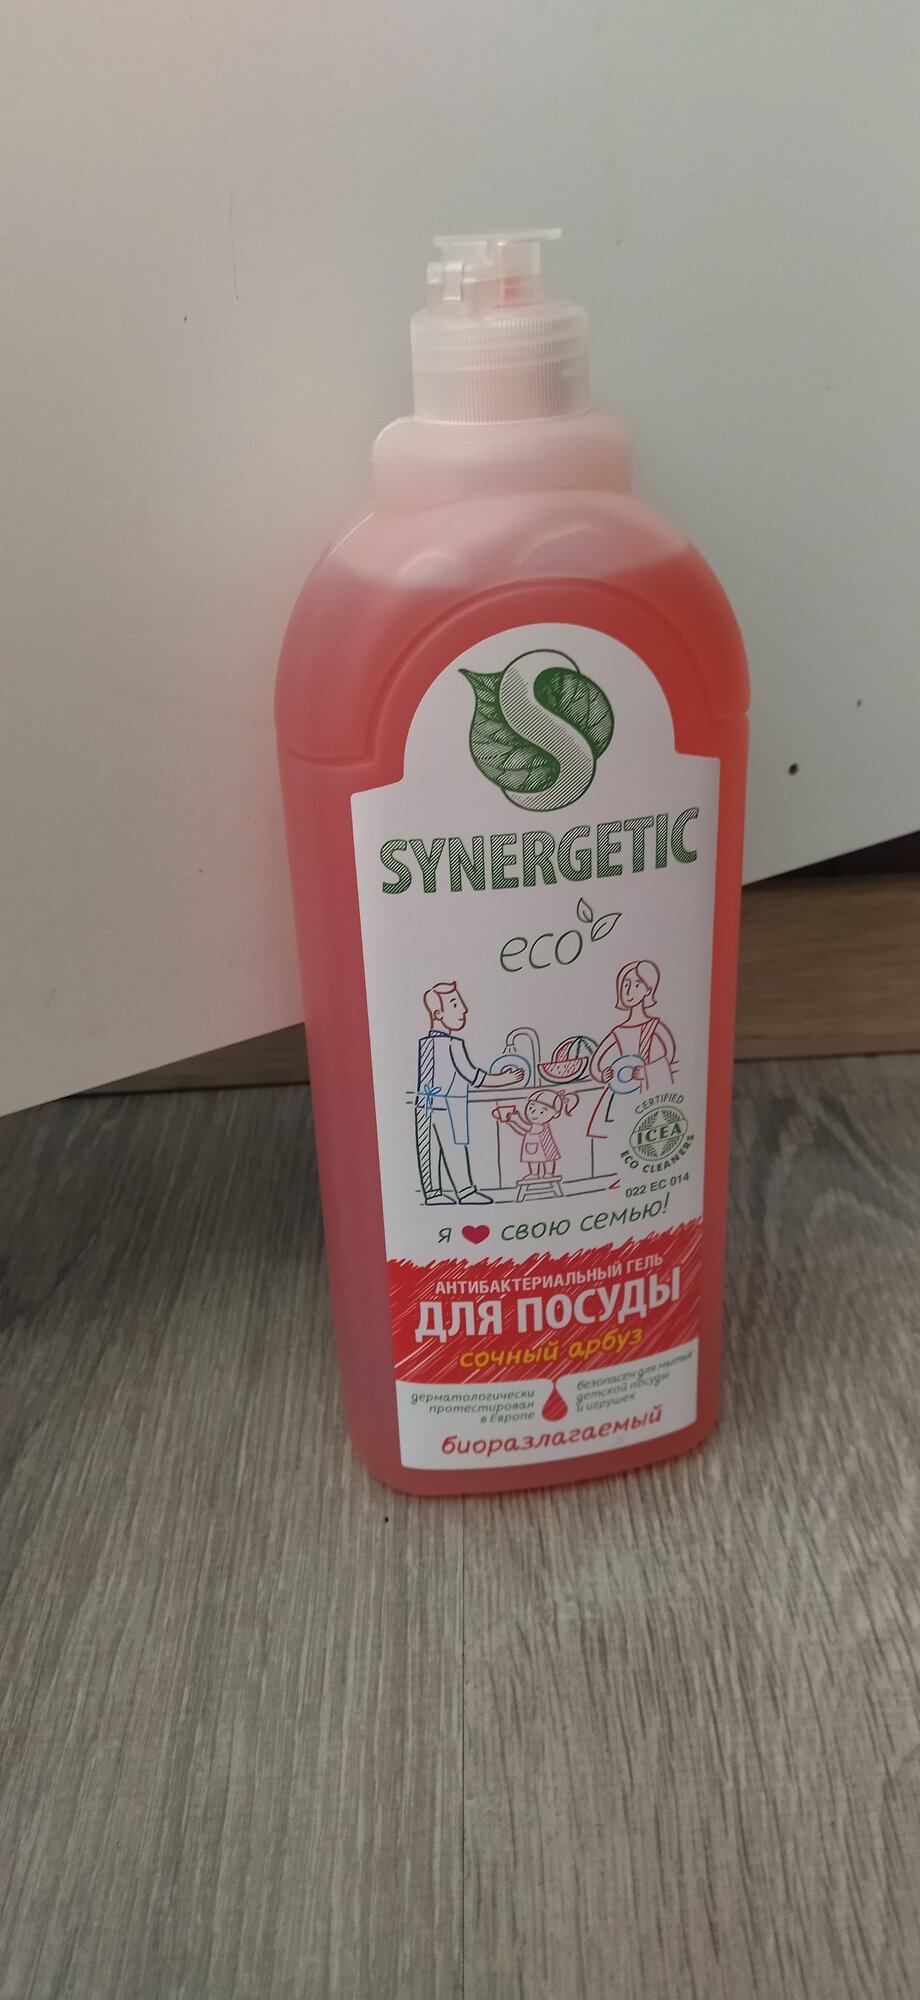 SYNERGETIC
eco
CERTIFIED
ICEA
ECO CLEANERS
022 EC 014
я свою семью!
АНТИБАКТЕРИАЛЬНЫЙ ГЕЛЬ
ДЛЯ ПОСУДЫ
сочный арбуз
дерматологически
протестирован
в Европе
безопасен для мытья
детской посуды
и игрушек
биоразлагаемый